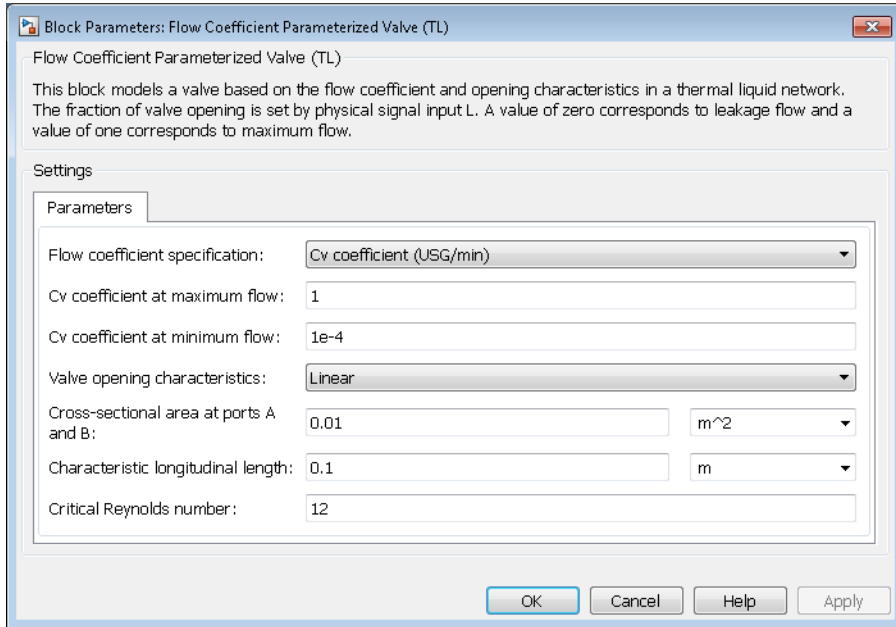 Block Parameters: Flow Coefficient Parameterized Valve (TL)
Flow Coefficient Parameterized Valve (TL)
This block models a valve based on the flow coefficient and opening characteristics in a thermal liquid network.
The fraction of valve opening is set by physical signal input L. A value of zero corresponds to leakage flow and a
value of one corresponds to maximum flow.
Settings
Parameters
Flow coefficient specification: Cv coefficient (USG/min)
Cv coefficient at maximum flow: 1
Cv coefficient at minimum flow: 1e-4
Valve opening characteristics: Linear
Cross-sectional area at ports A
and B: 0.01 m^2
Characteristic longitudinal length: 0.1 m
Critical Reynolds number: 12
OK Cancel Help Apply